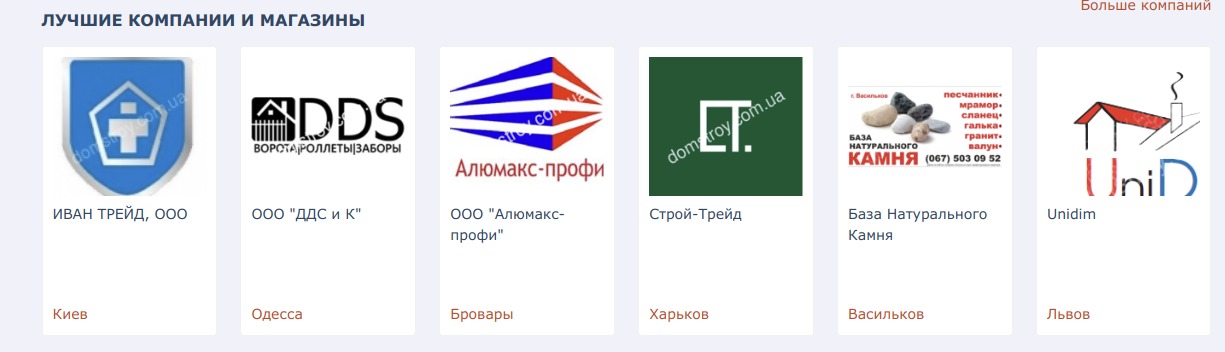 Больше компаний
ЛУЧШИЕ КОМПАНИИ И МАГАЗИНЫ
domstroy.com.ua
DDS
ВОРОТА|РОЛЛЕТЫ|ЗАБОРЫ
Алюмакс-профи
СТ.
domstroy.com.ua
г. Васильков
песчанник•
мрамор•
сланец•
галька•
гранит•
валун•
БАЗА
НАТУРАЛЬНОГО
КАМНЯ
(067) 503 09 52
UniD
ИВАН ТРЕЙД, ООО
ООО "ДДС и К"
ООО "Алюмакс-
профи"
Строй-Трейд
База Натурального
Камня
Unidim
Киев
Одесса
Бровары
Харьков
Васильков
Львов